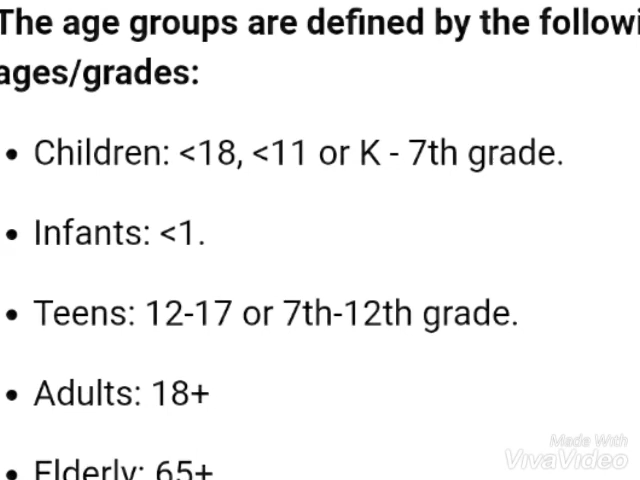 The age groups are defined by the followi
ages/grades:
• Children: <18, <11 or K - 7th grade.
• Infants: <1.
• Teens: 12-17 or 7th-12th grade.
• Adults: 18+
• Elderly: 65+
Made With
VivaVideo